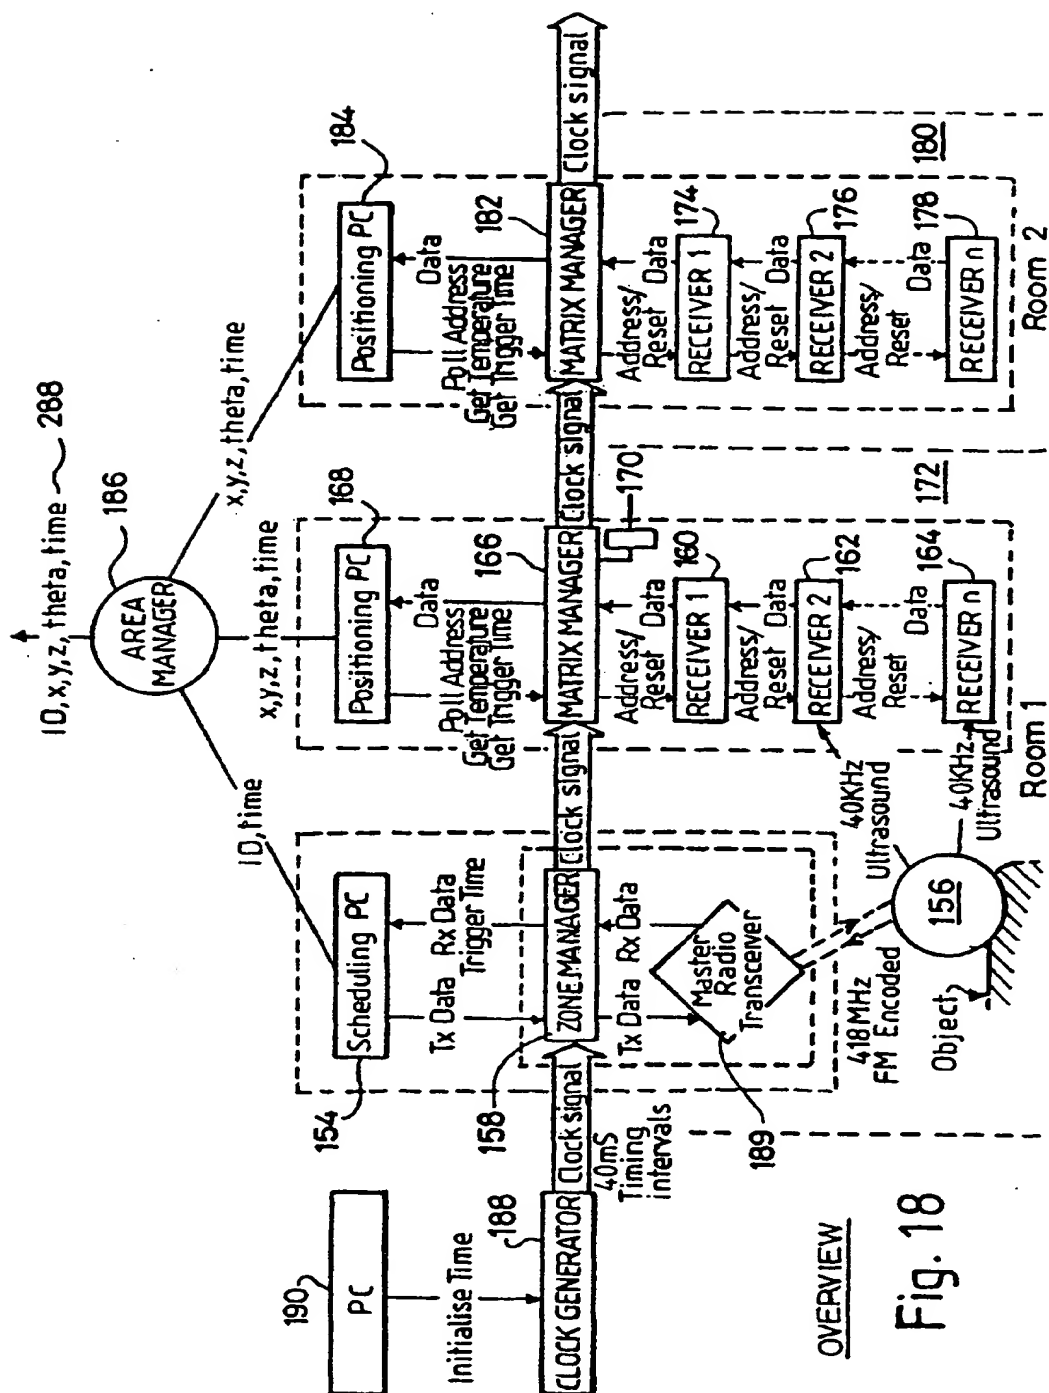 ID,x,y,z,theta,time
288
186
AREA
MANAGER
ID,time
x,y,z,theta,time
x,y,z,theta,time
190
PC
Initialise Time
188
CLOCK GENERATOR
Clock signal
40mS
Timing
intervals
154
Scheduling PC
Tx Data
Rx Data
Trigger Time
158
ZONE MANAGER
Clock signal
Tx Data
Rx Data
Master
Radio
Transceiver
189
418MHz
FM Encoded
Object
156
40KHz
Ultrasound
40KHz
Ultrasound
168
Positioning PC
Poll Address
Get Temperature
Get Trigger Time
Data
166
MATRIX MANAGER
Clock signal
170
Address/
Reset
Data
160
RECEIVER 1
Address/
Reset
Data
162
RECEIVER 2
Address/
Reset
Data
164
RECEIVER n
172
Room 1
184
Positioning PC
Poll Address
Get Temperature
Get Trigger Time
Data
182
MATRIX MANAGER
Clock signal
Address/
Reset
Data
174
RECEIVER 1
Address/
Reset
Data
176
RECEIVER 2
Address/
Reset
Data
178
RECEIVER n
180
Room 2
OVERVIEW
Fig. 18